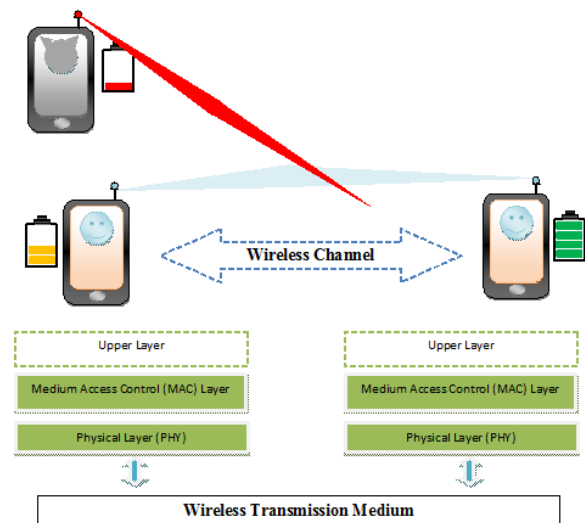 Wireless Channel
Upper Layer
Medium Access Control (MAC) Layer
Physical Layer (PHY)
Upper Layer
Medium Access Control (MAC) Layer
Physical Layer (PHY)
Wireless Transmission Medium